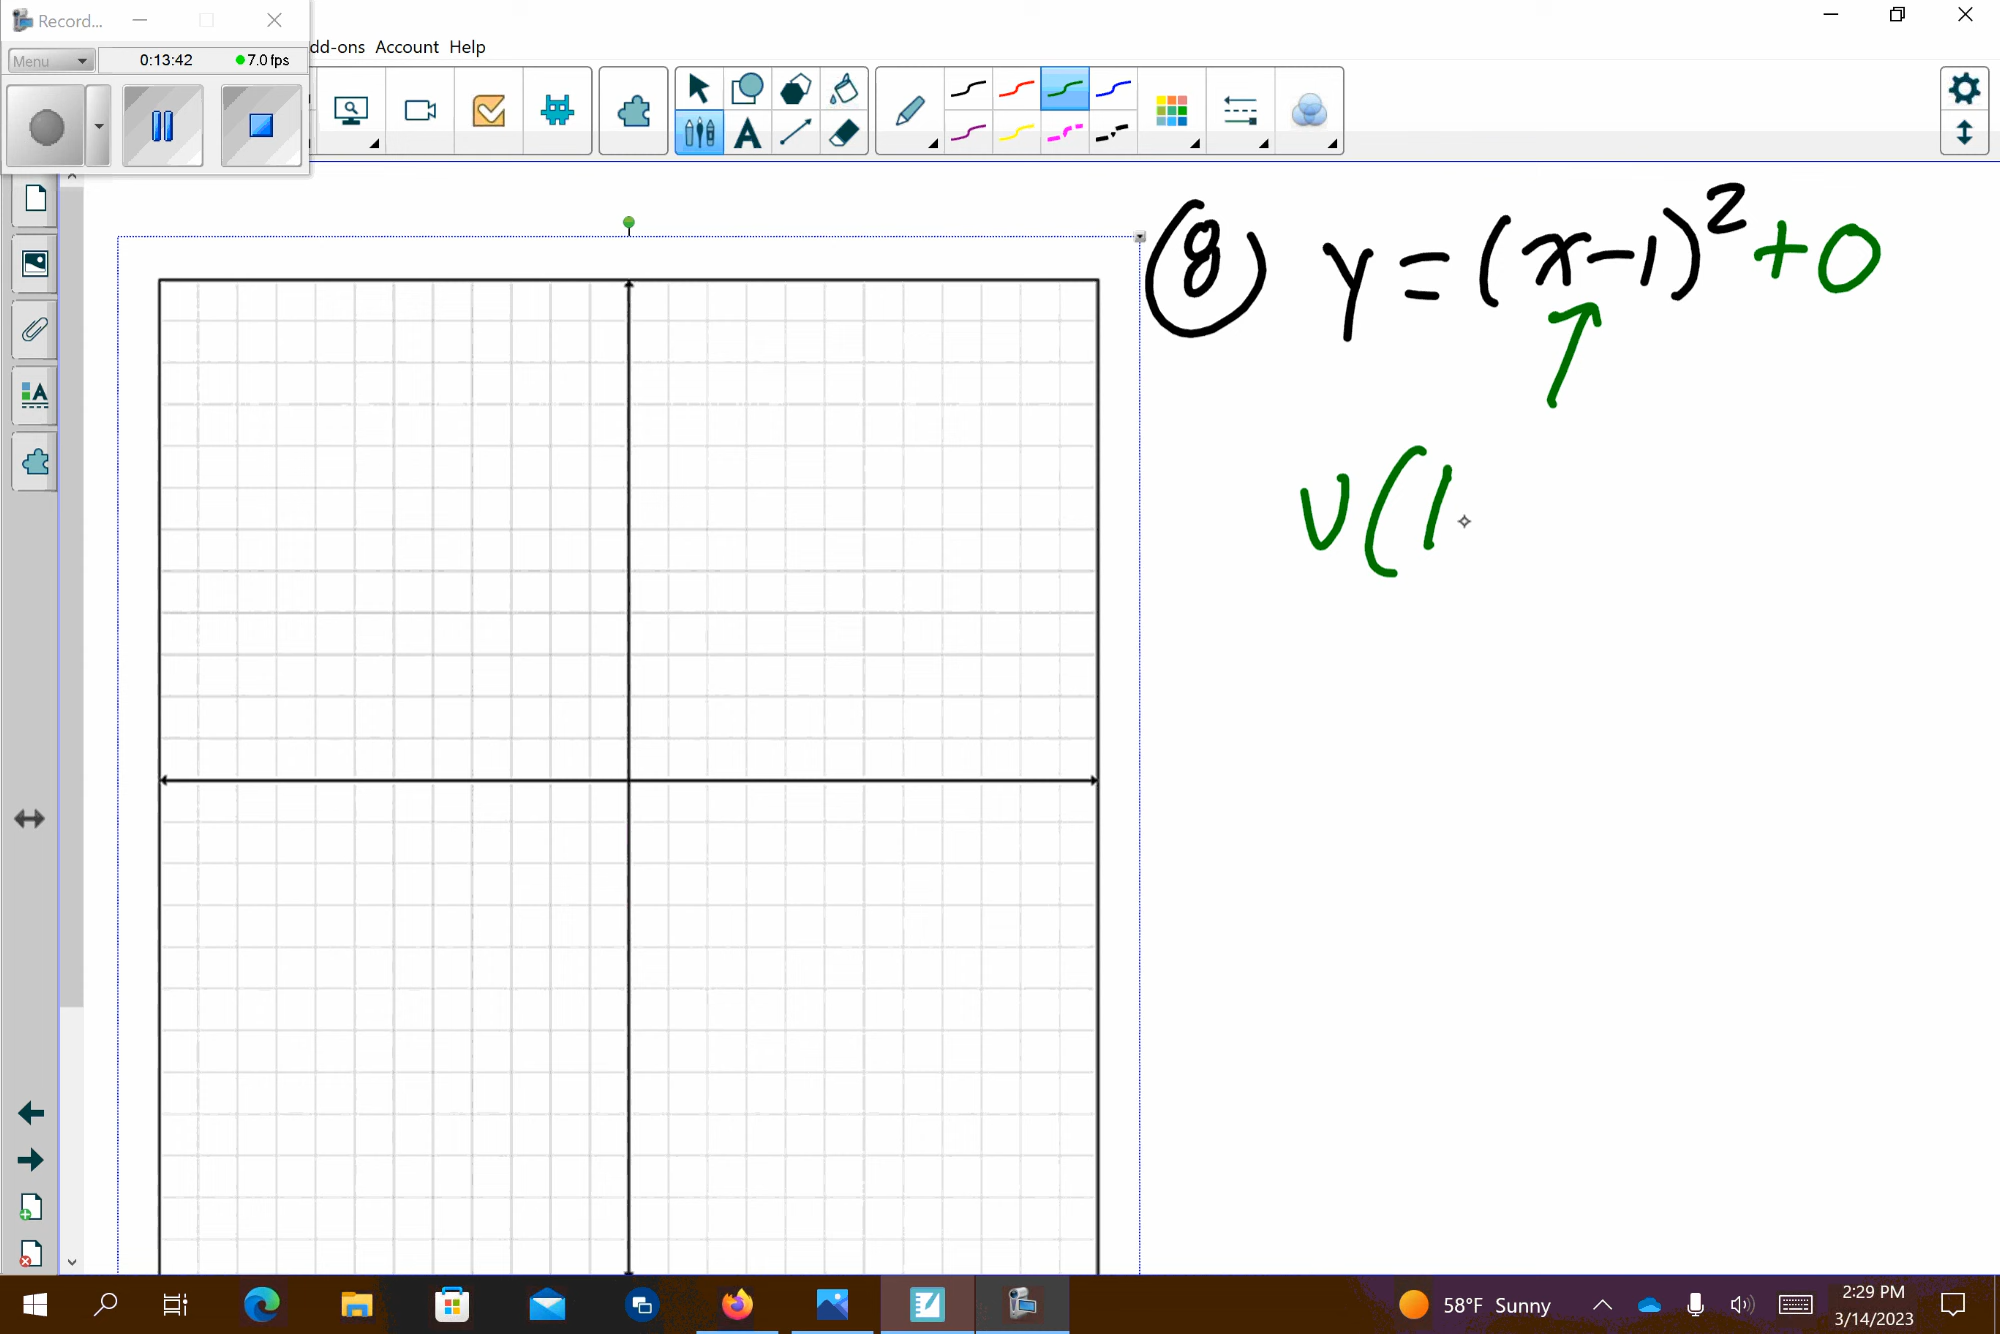 Record...
Menu 0:13:42 7.0 fps
dd-ons Account Help
A
A
8 y = (x-1)² + 0
V(1
58°F Sunny
2:29 PM
3/14/2023